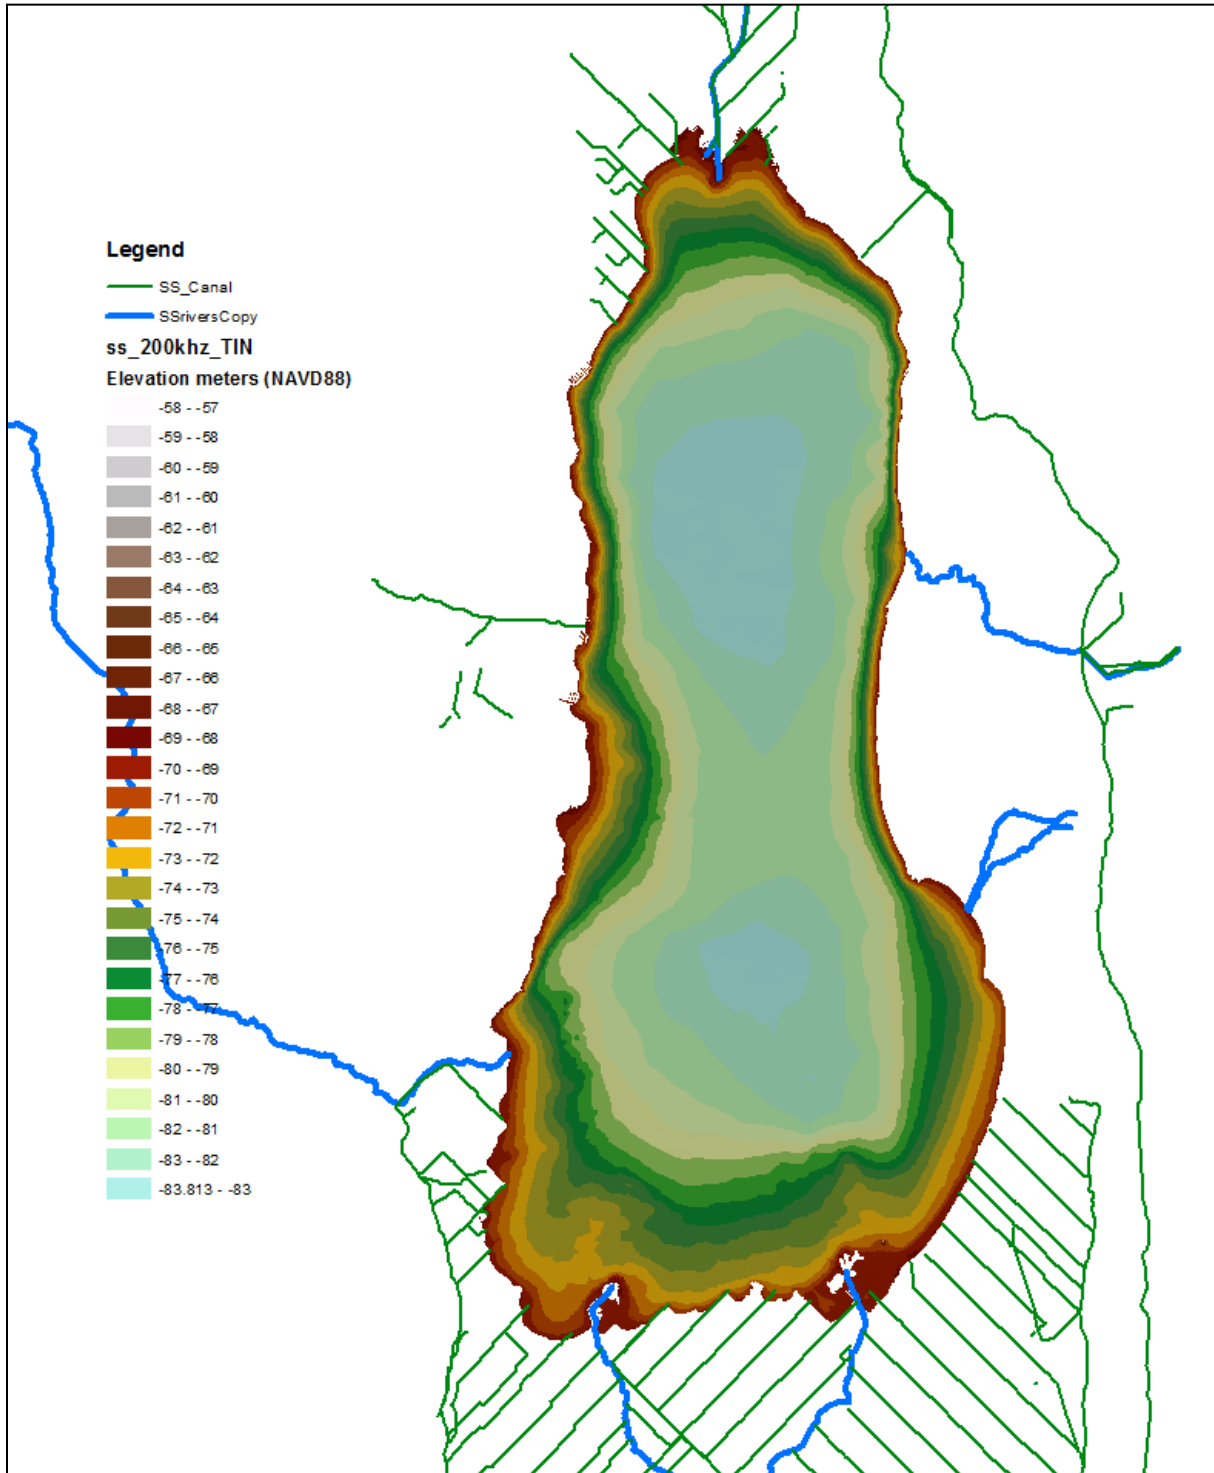 Legend
SS_Canal
SSriversCopy
ss_200khz_TIN
Elevation meters (NAVD88)
-58 - -57
-59 - -58
-60 - -59
-61 - -60
-62 - -61
-63 - -62
-64 - -63
-65 - -64
-66 - -65
-67 - -66
-68 - -67
-69 - -68
-70 - -69
-71 - -70
-72 - -71
-73 - -72
-74 - -73
-75 - -74
-76 - -75
-77 - -76
-78 - -77
-79 - -78
-80 - -79
-81 - -80
-82 - -81
-83 - -82
-83.813 - -83